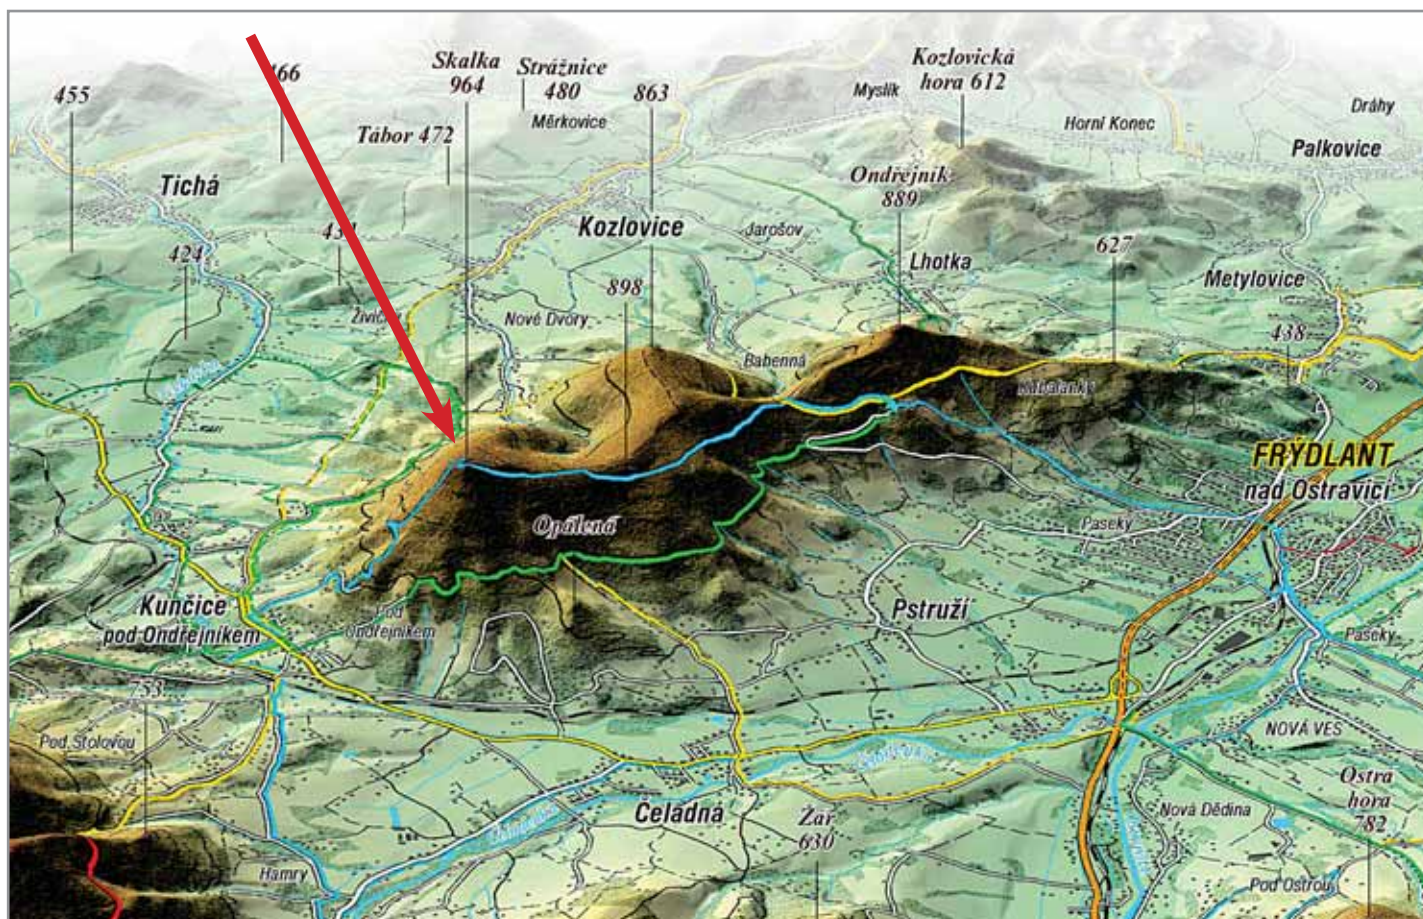 Skalka
964
Strážnice
480
863
Kozlovická
hora 612
455
Myslík
Dráhy
Měrkovice
Horní Konec
Tábor 472
Palkovice
Tichá
Ondřejník
889
Kozlovice
Jarošov
627
424
Lhotka
Metylovice
898
Nové Dvory
438
Babenná
FRÝDLANT
nad Ostravicí
Opálená
Paseky
Kunčice
pod Ondřejníkem
Pod
Ondřejníkem
Pstruží
Paseky
753
Pod Stolovou
NOVÁ VES
Ostrá
hora
782
Čeladná
Žár
630
Nová Dědina
Hamry
Pod Ostrou